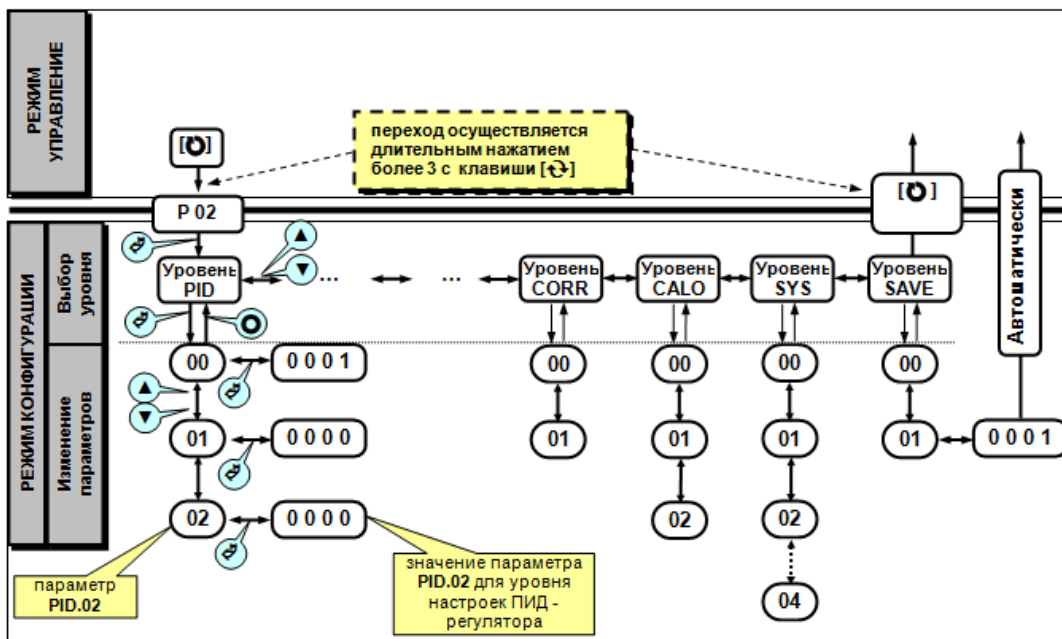 РЕЖИМ
УПРАВЛЕНИЕ
переход осуществляется
длительным нажатием
более 3 с клавиши [ ]
[ ]
[ ]
P 02
РЕЖИМ КОНФИГУРАЦИИ
Выбор
уровня
Уровень
PID
...
...
Уровень
CORR
Уровень
CALO
Уровень
SYS
Уровень
SAVE
Автоматически
Изменение
параметров
00
0 0 0 1
00
00
00
00
01
0 0 0 0
01
01
01
01
0 0 0 1
02
0 0 0 0
02
02
04
параметр
PID.02
значение параметра
PID.02 для уровня
настроек ПИД -
регулятора